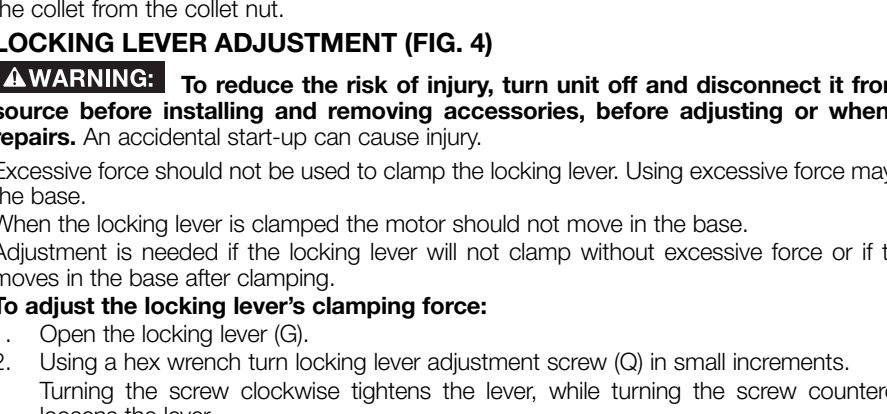 the collet from the collet nut.
LOCKING LEVER ADJUSTMENT (FIG. 4)
⚠WARNING: To reduce the risk of injury, turn unit off and disconnect it from
source before installing and removing accessories, before adjusting or when
repairs. An accidental start-up can cause injury.
Excessive force should not be used to clamp the locking lever. Using excessive force may
the base.
When the locking lever is clamped the motor should not move in the base.
Adjustment is needed if the locking lever will not clamp without excessive force or if t
moves in the base after clamping.
To adjust the locking lever's clamping force:
1. Open the locking lever (G).
2. Using a hex wrench turn locking lever adjustment screw (Q) in small increments.
Turning the screw clockwise tightens the lever, while turning the screw counterc
loosens the lever.